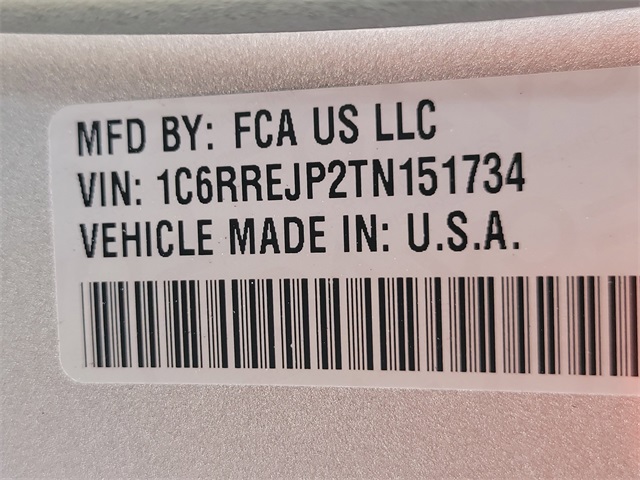 MFD BY: FCA US LLC
VIN: 1C6RREJP2TN151734
VEHICLE MADE IN: U.S.A.